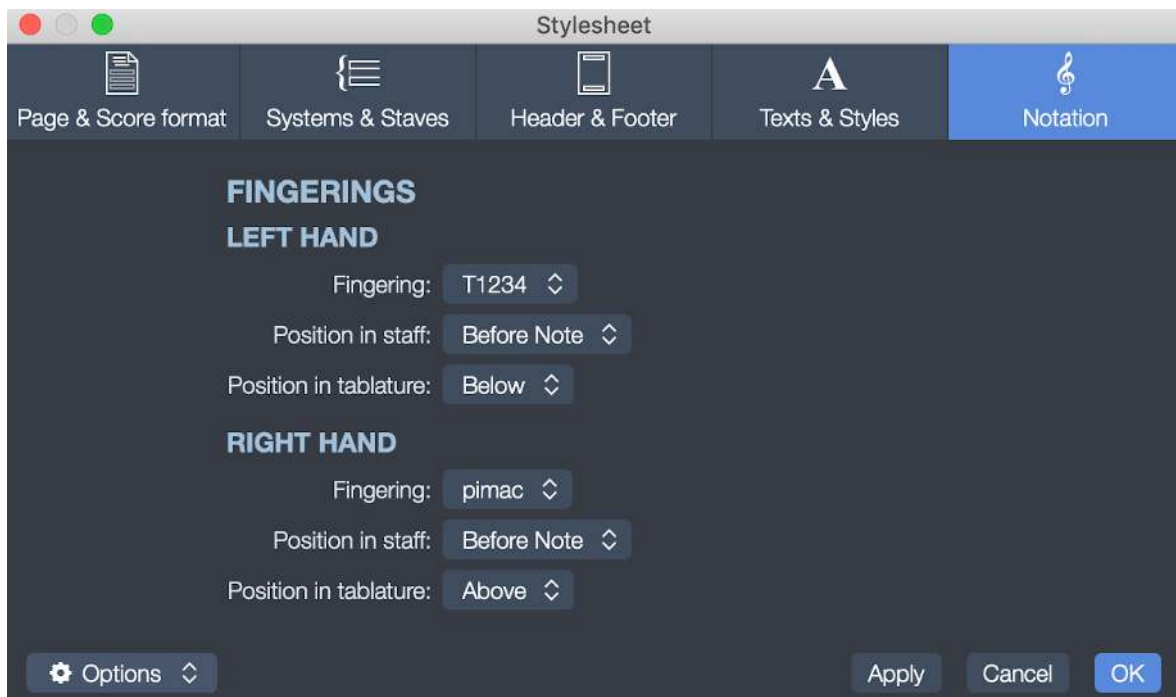 Stylesheet
Page & Score format Systems & Staves Header & Footer Texts & Styles Notation
FINGERINGS
LEFT HAND
Fingering: T1234
Position in staff: Before Note
Position in tablature: Below
RIGHT HAND
Fingering: pimac
Position in staff: Before Note
Position in tablature: Above
Options Apply Cancel OK